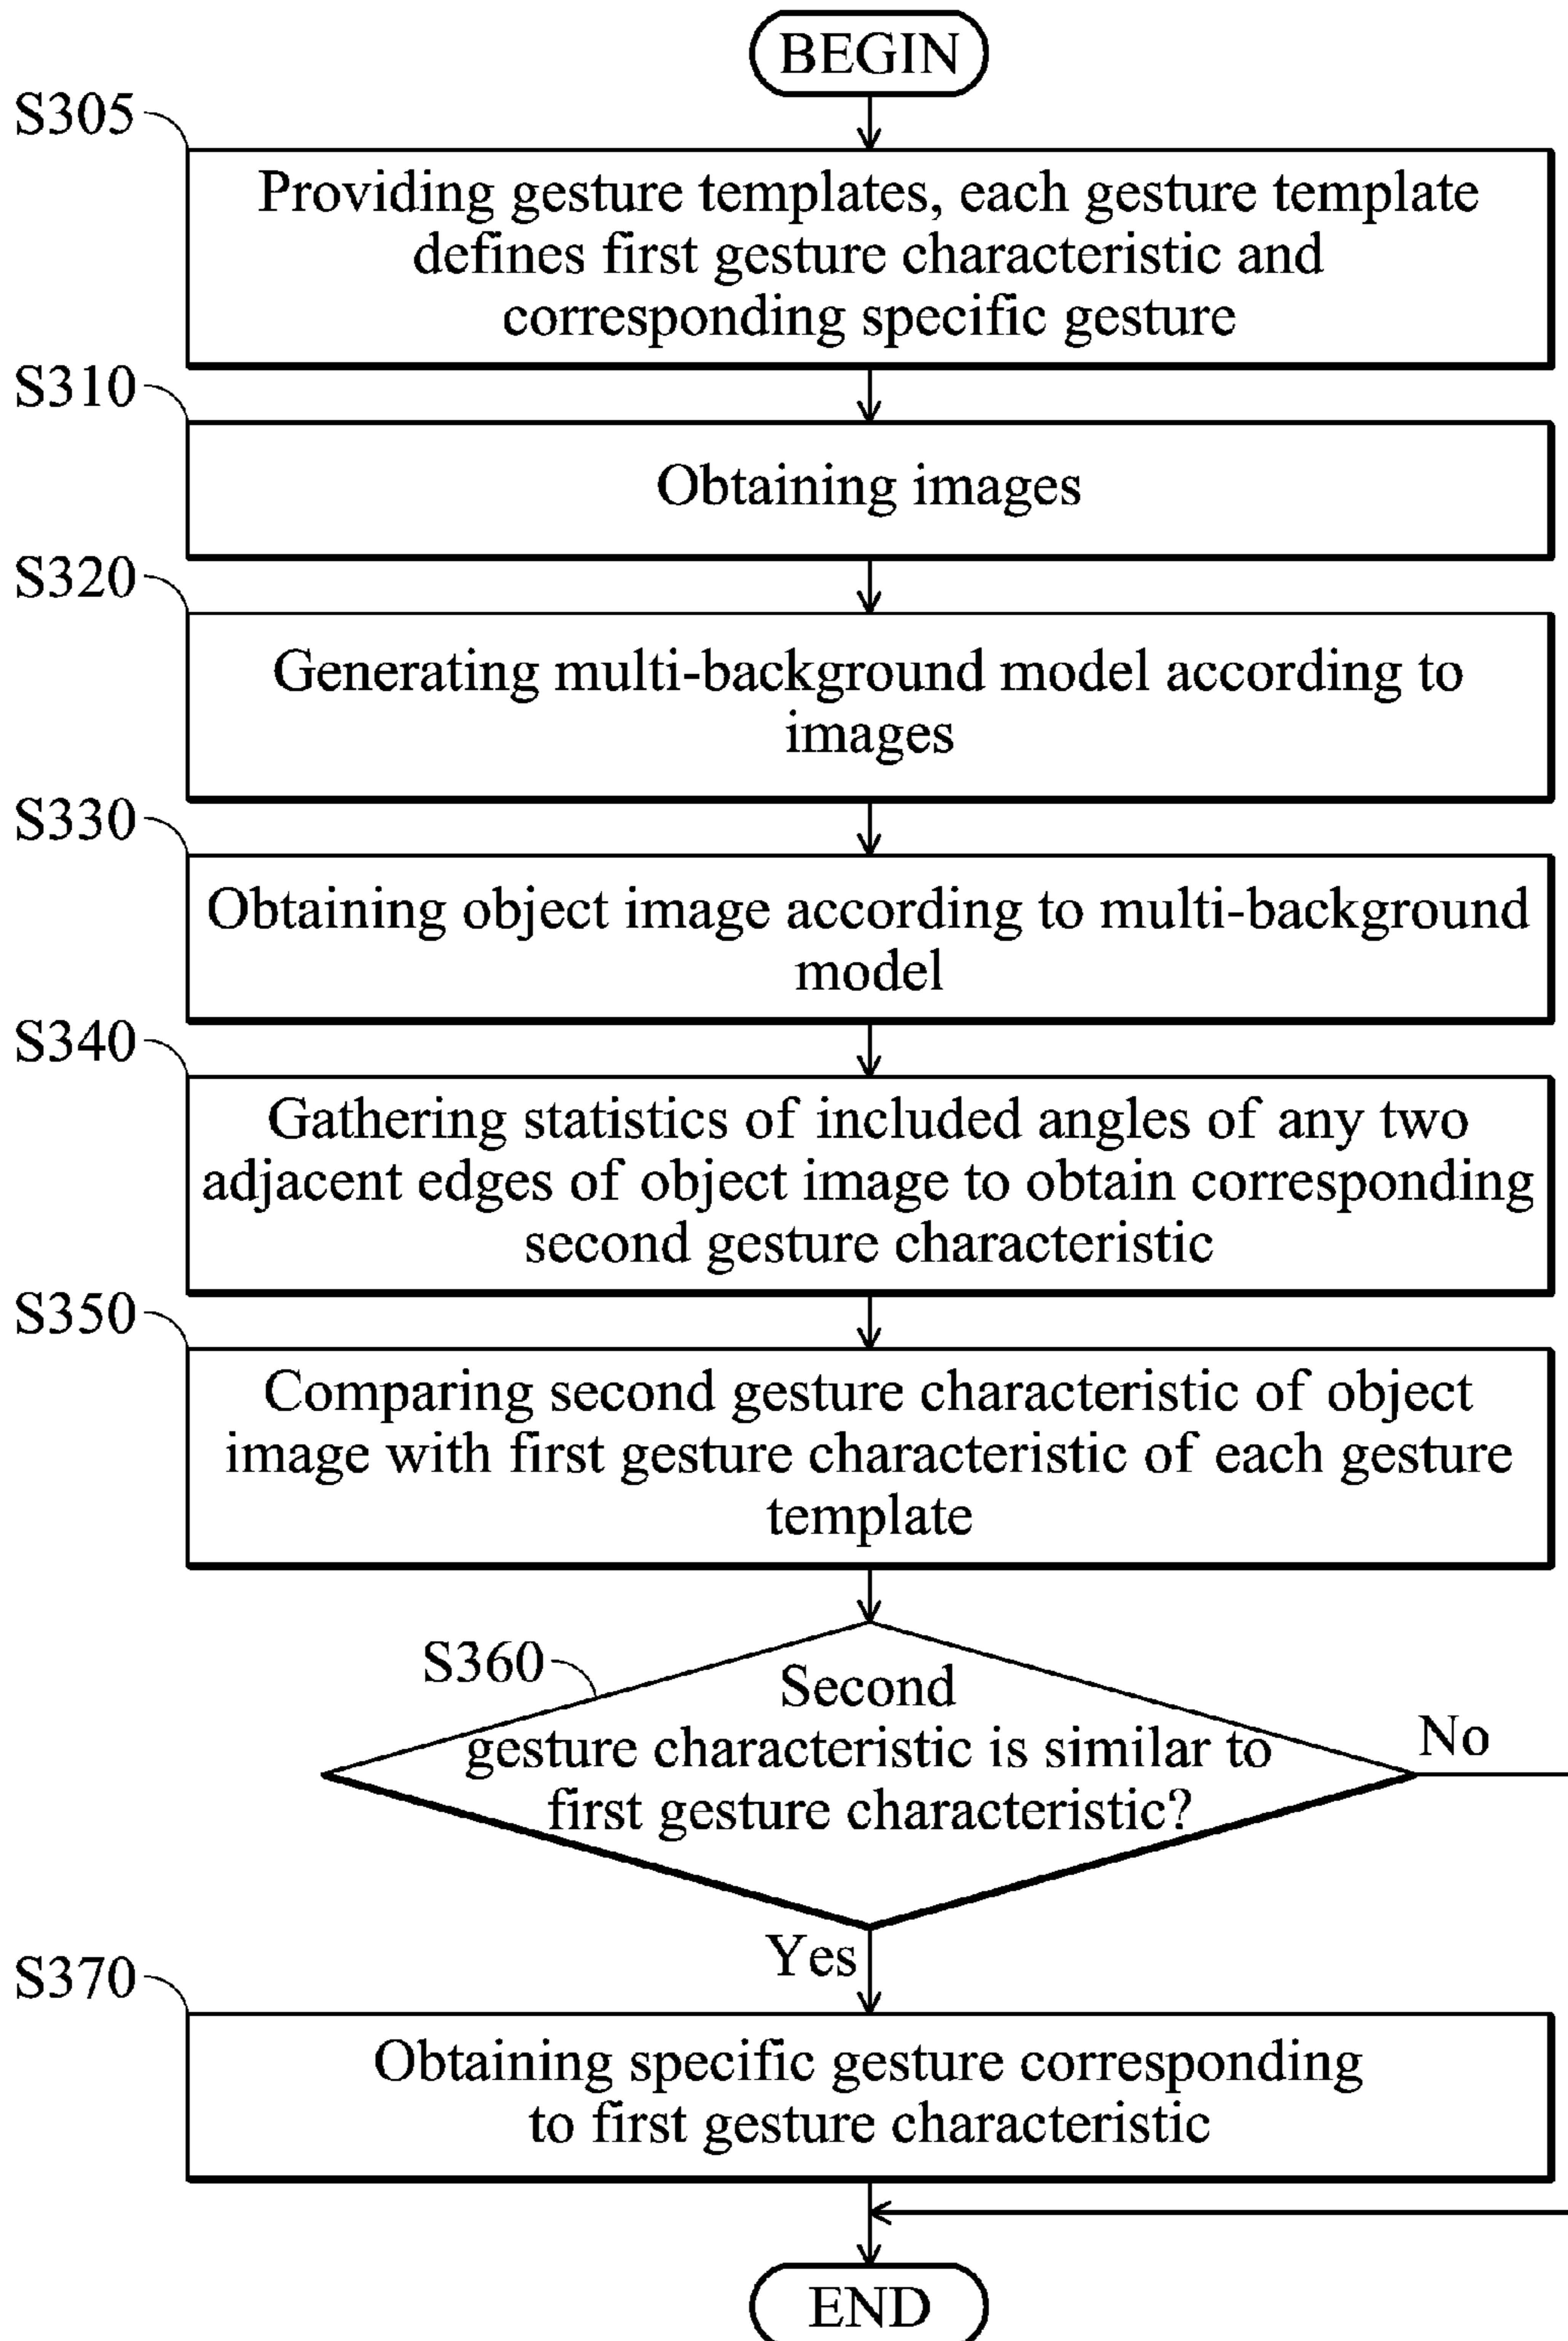 BEGIN
S305
Providing gesture templates, each gesture template
defines first gesture characteristic and
corresponding specific gesture
S310
Obtaining images
S320
Generating multi-background model according to
images
S330
Obtaining object image according to multi-background
model
S340
Gathering statistics of included angles of any two
adjacent edges of object image to obtain corresponding
second gesture characteristic
S350
Comparing second gesture characteristic of object
image with first gesture characteristic of each gesture
template
S360
Second
gesture characteristic is similar to
first gesture characteristic?
No
Yes
S370
Obtaining specific gesture corresponding
to first gesture characteristic
END